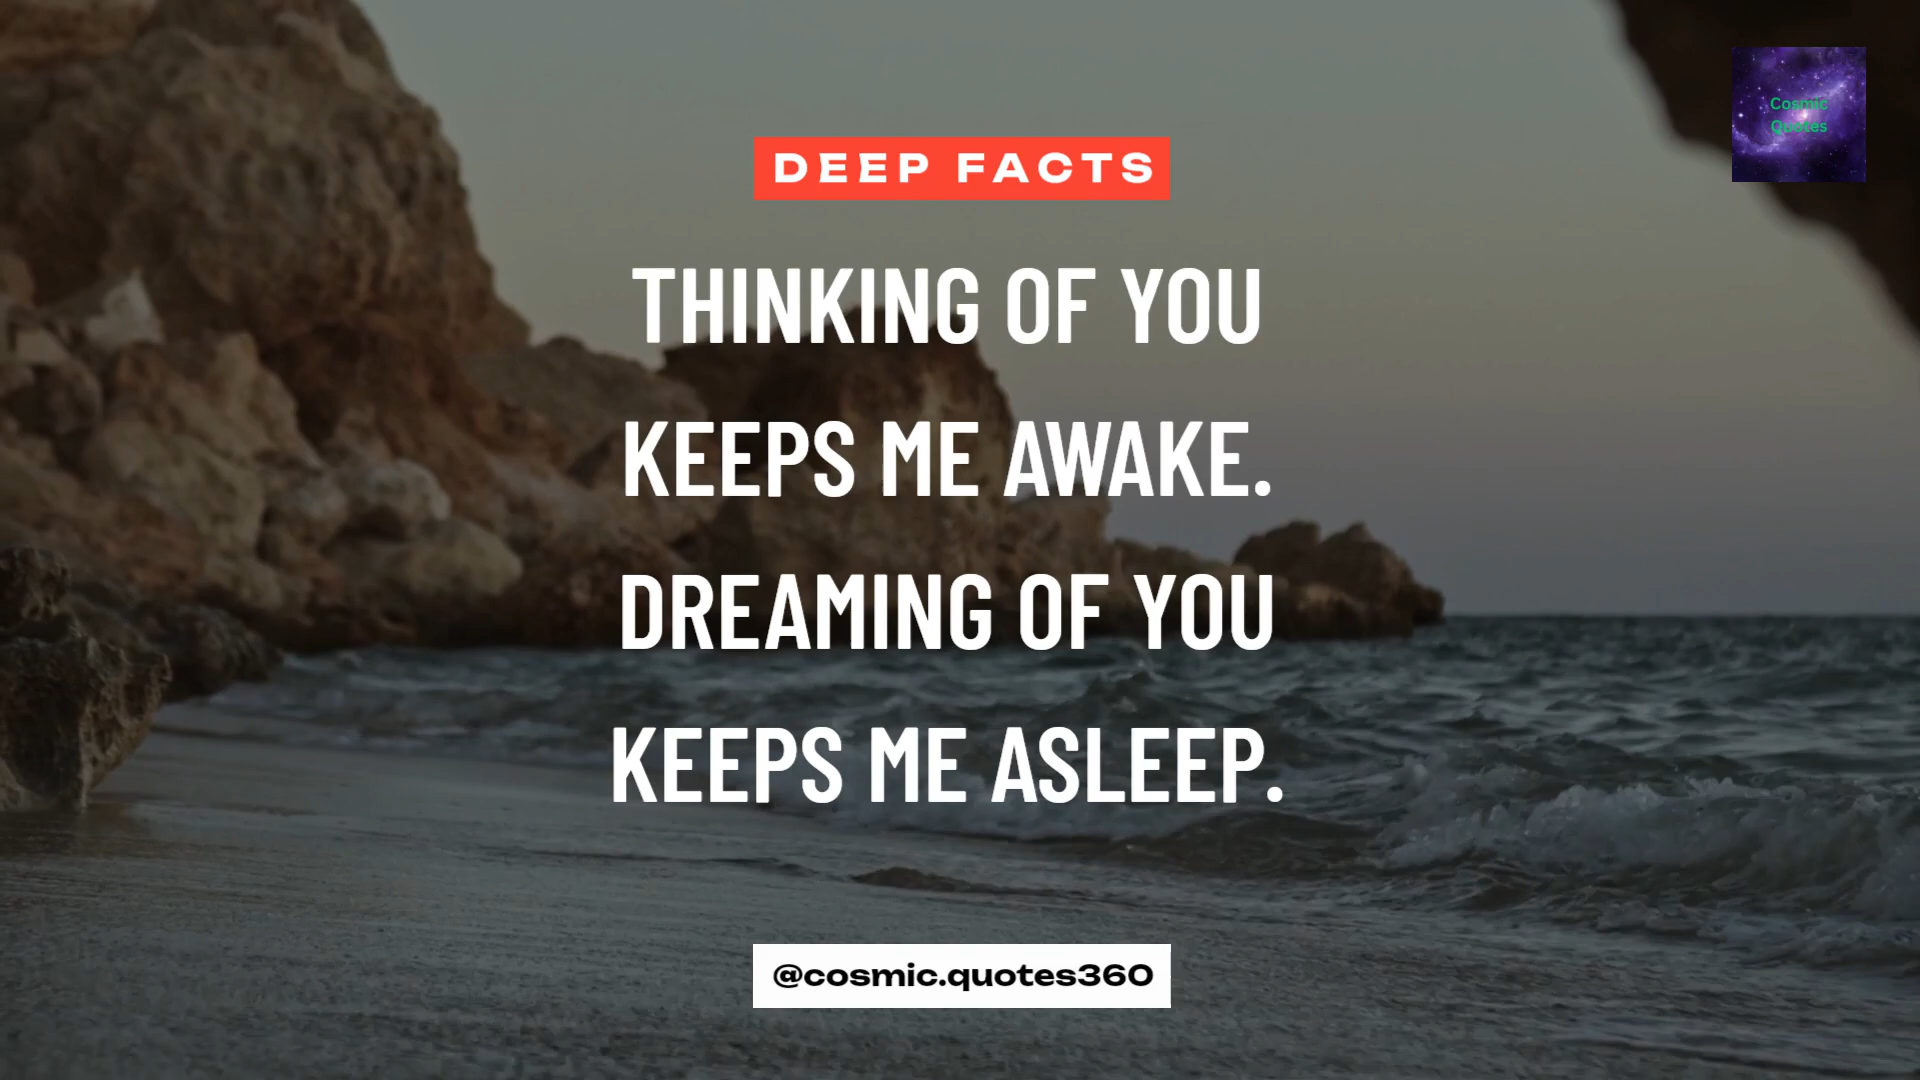 Cosmic
Quotes
DEEP FACTS
THINKING OF YOU
KEEPS ME AWAKE.
DREAMING OF YOU
KEEPS ME ASLEEP.
@cosmic.quotes360